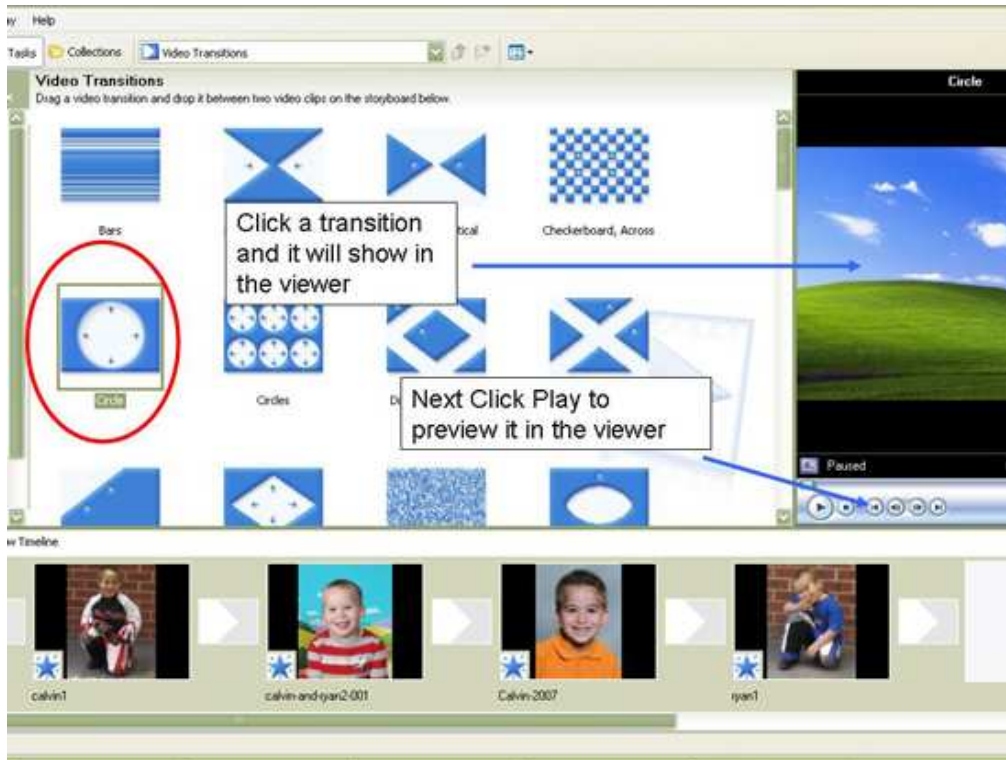 Help
Tasks Collections Video Transitions
Video Transitions
Drag a video transition and drop it between two video clips on the storyboard below.
Circle
Bars
Checkerboard, Across
Click a transition
and it will show in
the viewer
Circle
Circles
Next Click Play to
preview it in the viewer
Paused
Timeline
calvin1
calvin-and-ryan2-001
Calvin-2007
ryan1